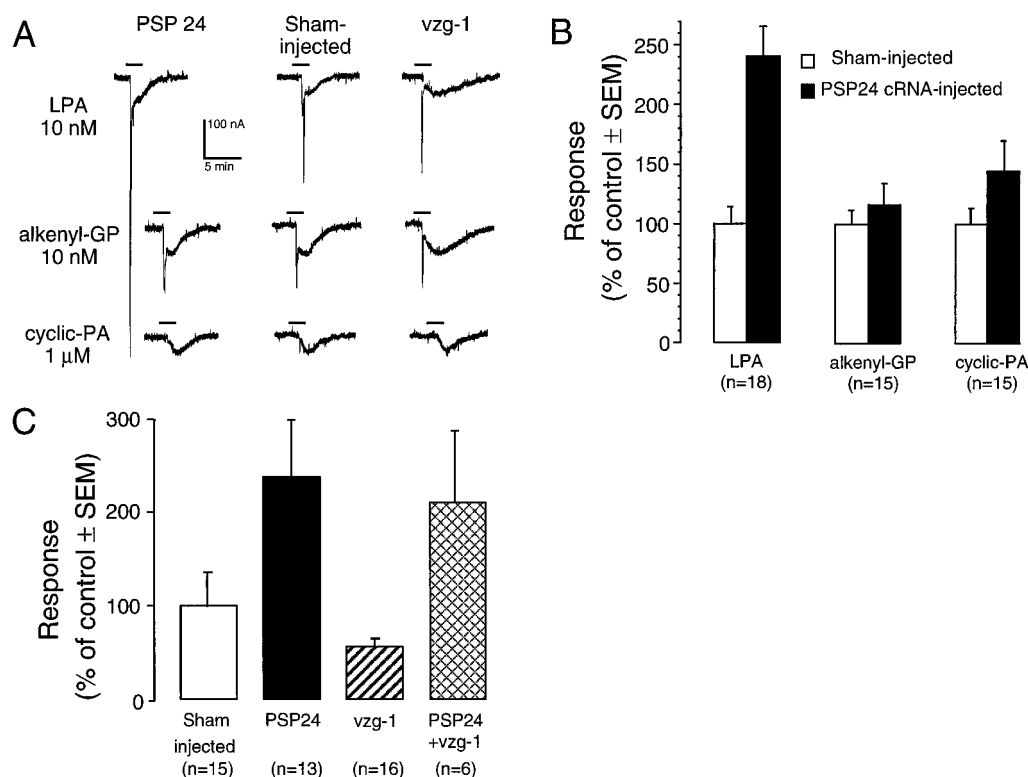 A
PSP 24
Sham-
injected
vzg-1
LPA
10 nM
100 nA
5 min
alkenyl-GP
10 nM
cyclic-PA
1 μM
B
Response
(% of control ± SEM)
250
200
150
100
50
0
Sham-injected
PSP24 cRNA-injected
LPA
(n=18)
alkenyl-GP
(n=15)
cyclic-PA
(n=15)
C
Response
(% of control ± SEM)
300
200
100
0
Sham
injected
(n=15)
PSP24
(n=13)
vzg-1
(n=16)
PSP24
+vzg-1
(n=6)